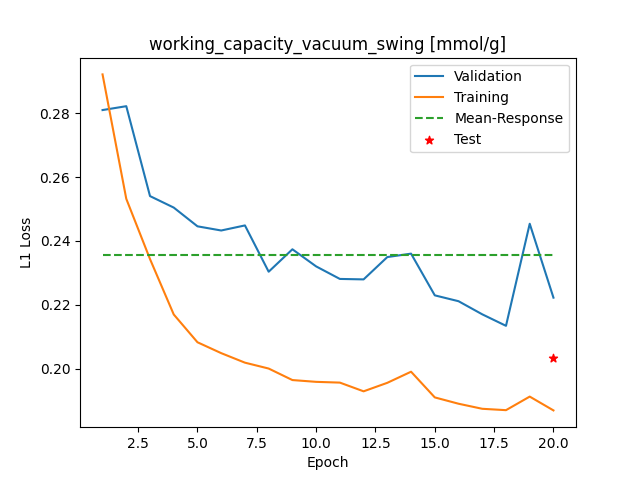 working_capacity_vacuum_swing [mmol/g]
Validation
Training
Mean-Response
Test
L1 Loss
0.28
0.26
0.24
0.22
0.20
2.5 5.0 7.5 10.0 12.5 15.0 17.5 20.0
Epoch